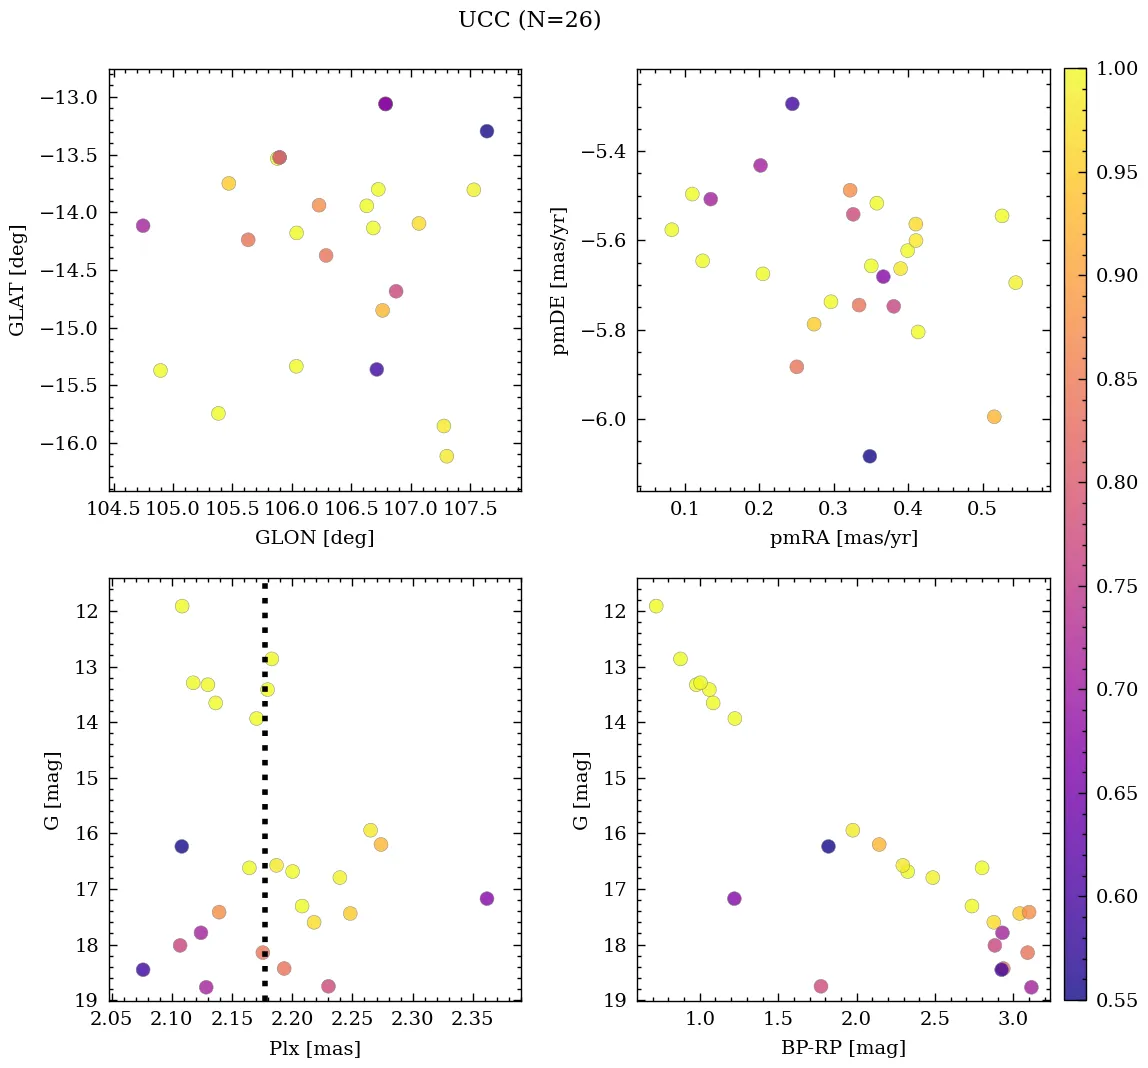 UCC (N=26)
−13.0
−13.5
−14.0
−14.5
−15.0
−15.5
−16.0
GLAT [deg]
104.5 105.0 105.5 106.0 106.5 107.0 107.5
GLON [deg]
−5.4
−5.6
−5.8
−6.0
pmDE [mas/yr]
0.1 0.2 0.3 0.4 0.5
pmRA [mas/yr]
12
13
14
15
16
17
18
19
G [mag]
2.05 2.10 2.15 2.20 2.25 2.30 2.35
Plx [mas]
12
13
14
15
16
17
18
19
G [mag]
1.0 1.5 2.0 2.5 3.0
BP-RP [mag]
1.00
0.95
0.90
0.85
0.80
0.75
0.70
0.65
0.60
0.55